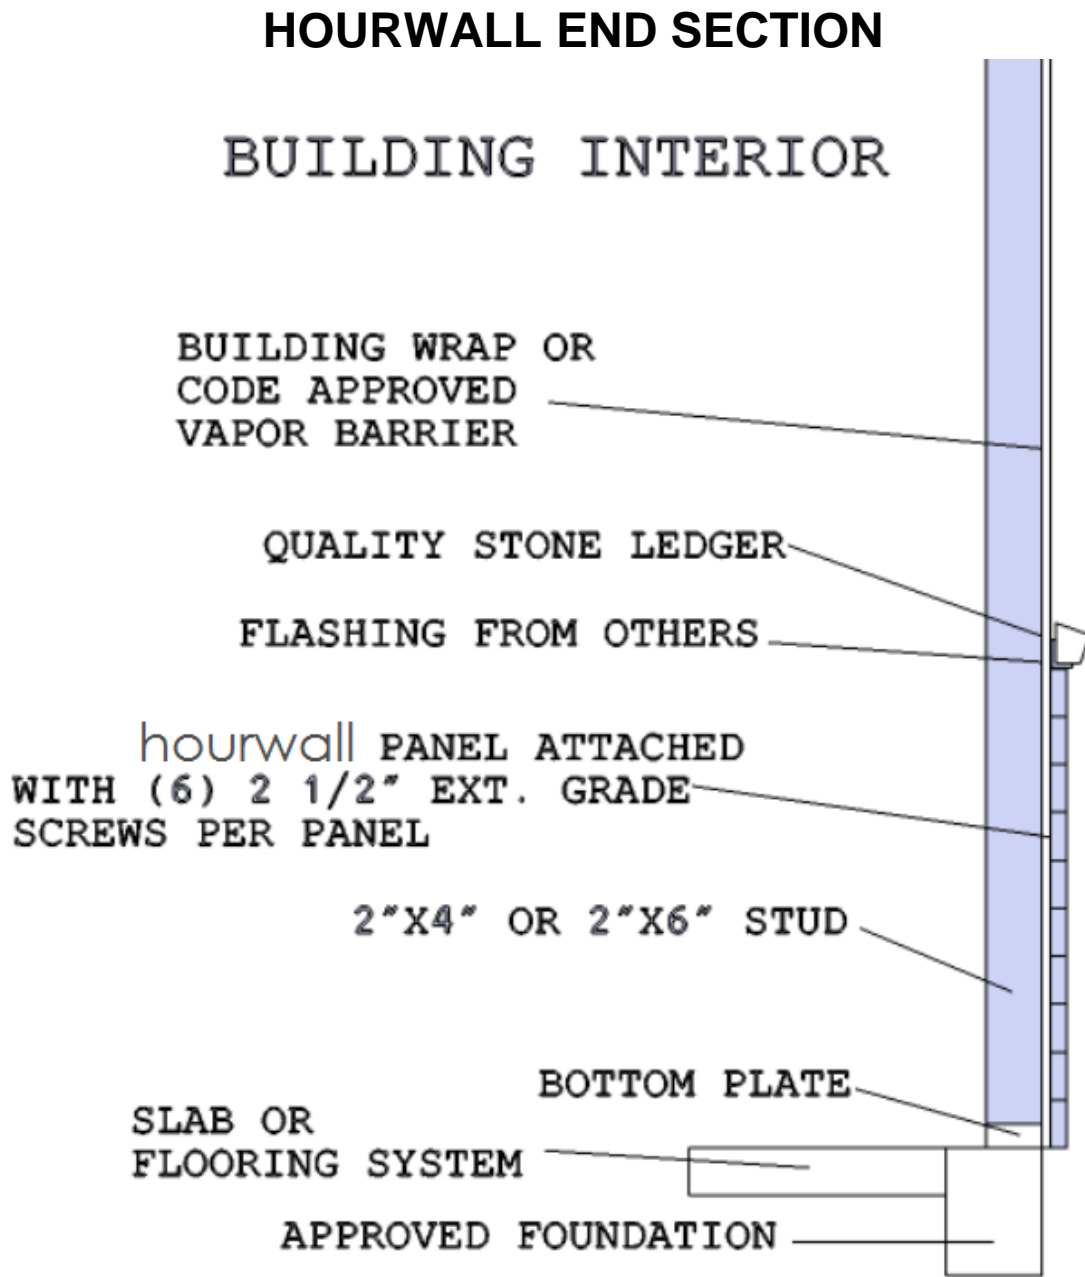 HOURWALL END SECTION
BUILDING INTERIOR
BUILDING WRAP OR
CODE APPROVED
VAPOR BARRIER
QUALITY STONE LEDGER
FLASHING FROM OTHERS
hourwall PANEL ATTACHED
WITH (6) 2 1/2" EXT. GRADE
SCREWS PER PANEL
2"X4" OR 2"X6" STUD
BOTTOM PLATE
SLAB OR
FLOORING SYSTEM
APPROVED FOUNDATION